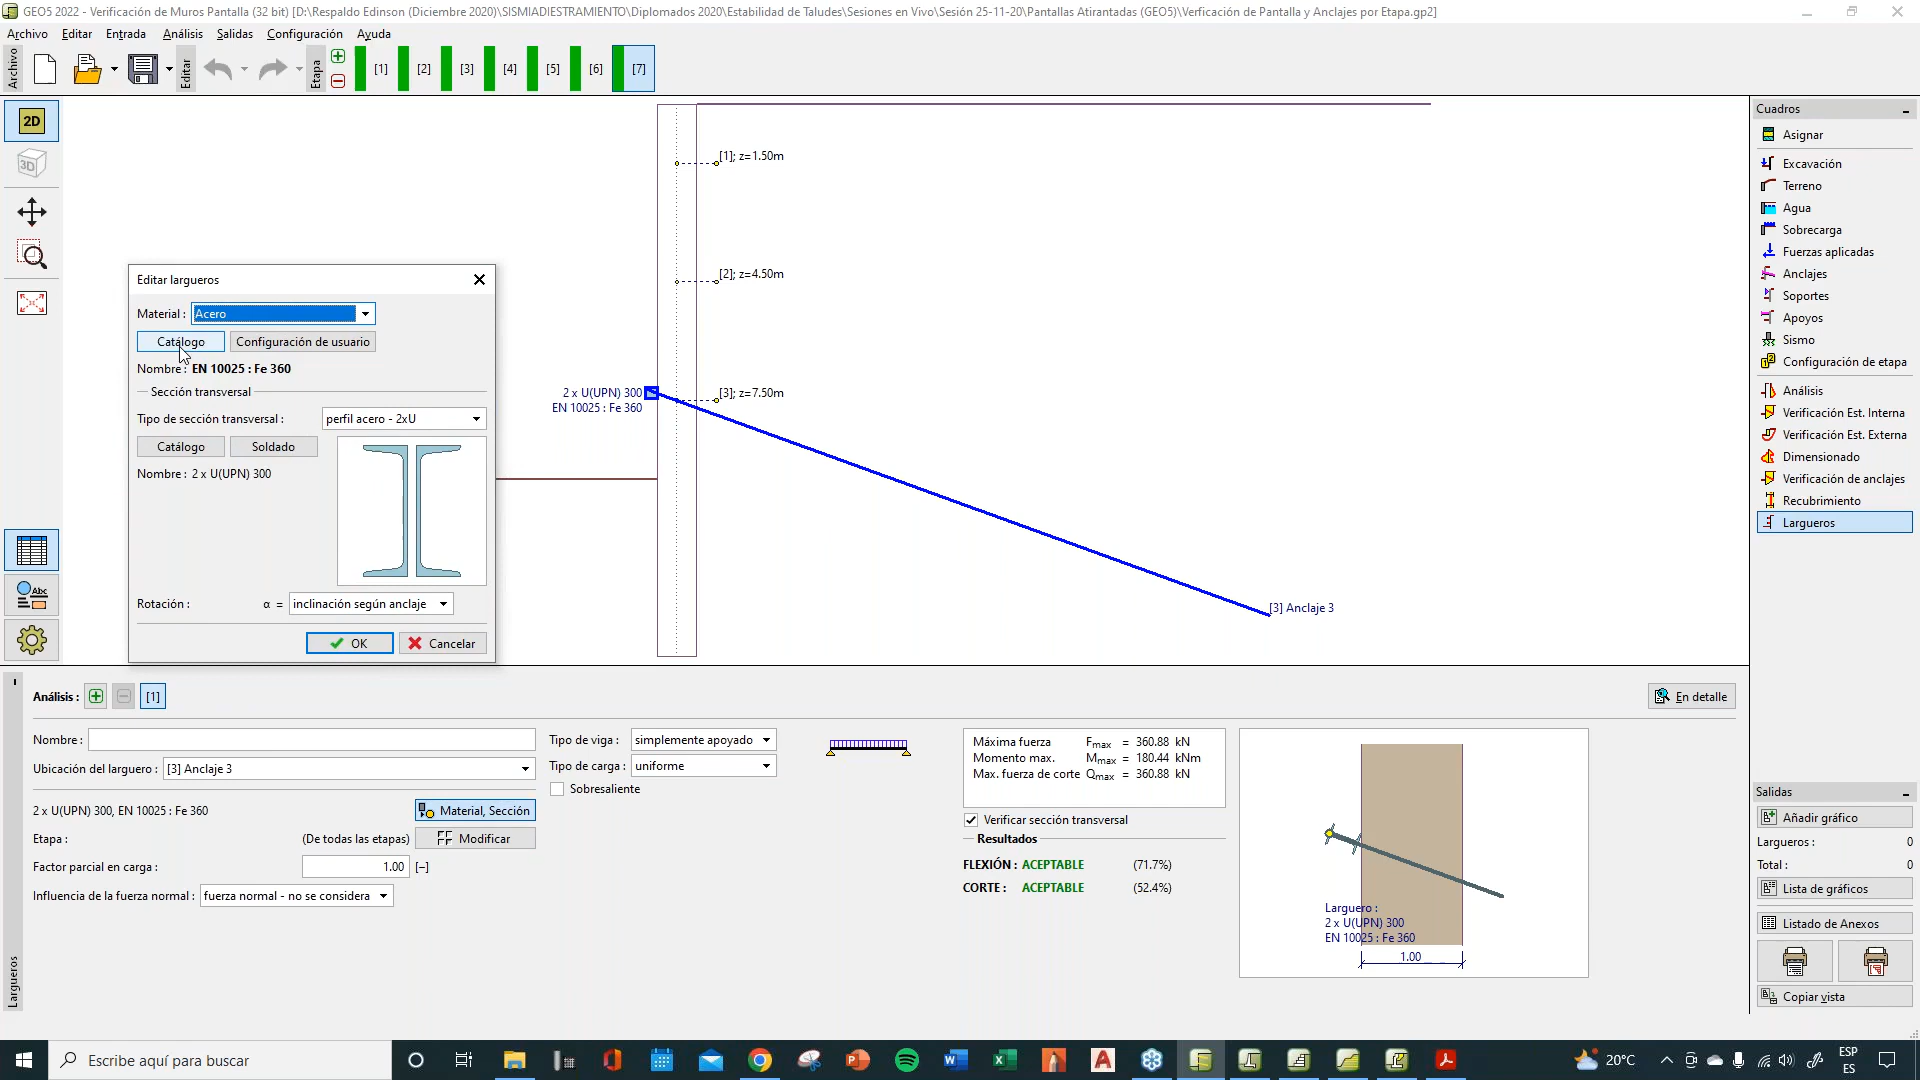 GEO5 2022 - Verificación de Muros Pantalla (32 bit) [D:\Respaldo Edinson (Diciembre 2020)\SISMIADIESTRAMIENTO\Diplomados 2020\Estabilidad de Taludes\Sesiones en Vivo\Sesión 25-11-20\Pantallas Atirantadas (GEO5)\Verficación de Pantalla y Anclajes por Etapa.gp2]
Archivo Editar Entrada Análisis Salidas Configuración Ayuda
Archivo
Editar
Etapa
[1] [2] [3] [4] [5] [6] [7]
2D
3D
[1]; z=1.50m
[2]; z=4.50m
[3]; z=7.50m
2 x U(UPN) 300
EN 10025 : Fe 360
[3] Anclaje 3
Editar largueros
Material : Acero
Catálogo Configuración de usuario
Nombre : EN 10025 : Fe 360
Sección transversal
Tipo de sección transversal : perfil acero - 2xU
Catálogo Soldado
Nombre : 2 x U(UPN) 300
Rotación : α = inclinación según anclaje
OK Cancelar
Cuadros
Asignar
Excavación
Terreno
Agua
Sobrecarga
Fuerzas aplicadas
Anclajes
Soportes
Apoyos
Sismo
Configuración de etapa
Análisis
Verificación Est. Interna
Verificación Est. Externa
Dimensionado
Verificación de anclajes
Recubrimiento
Largueros
Abc
Análisis : [1]
En detalle
Nombre :
Ubicación del larguero : [3] Anclaje 3
2 x U(UPN) 300, EN 10025 : Fe 360 Material, Sección
Etapa : (De todas las etapas) Modificar
Factor parcial en carga : 1.00 [–]
Influencia de la fuerza normal : fuerza normal - no se considera
Largueros
Tipo de viga : simplemente apoyado
Tipo de carga : uniforme
Sobresaliente
Máxima fuerza Fmax = 360.88 kN
Momento max. Mmax = 180.44 kNm
Max. fuerza de corte Qmax = 360.88 kN
Verificar sección transversal
Resultados
FLEXIÓN : ACEPTABLE (71.7%)
CORTE : ACEPTABLE (52.4%)
Larguero :
2 x U(UPN) 300
EN 10025 : Fe 360
1.00
Salidas
Añadir gráfico
Largueros : 0
Total : 0
Lista de gráficos
Listado de Anexos
Copiar vista
Escribe aquí para buscar
20°C
ESP
ES